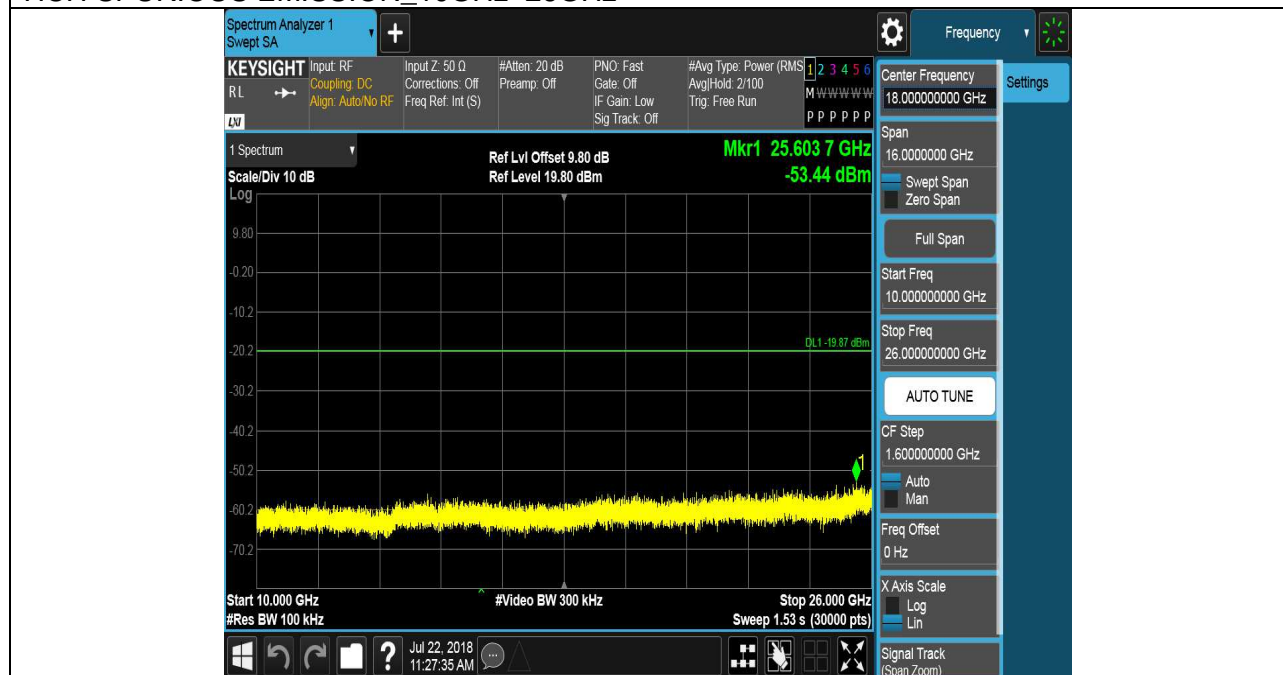 Spectrum Analyzer 1
Swept SA
+
Frequency
KEYSIGHT
RL
LXI
Input: RF
Coupling: DC
Align: Auto/No RF
Input Z: 50 Ω
Corrections: Off
Freq Ref: Int (S)
#Atten: 20 dB
Preamp: Off
PNO: Fast
Gate: Off
IF Gain: Low
Sig Track: Off
#Avg Type: Power (RMS
Avg|Hold: 2/100
Trig: Free Run
1 2 3 4 5 6
M W W W W W
P P P P P P
1 Spectrum
Scale/Div 10 dB
Ref Lvl Offset 9.80 dB
Ref Level 19.80 dBm
Mkr1 25.603 7 GHz
-53.44 dBm
Log
9.80
-0.20
-10.2
-20.2
-30.2
-40.2
-50.2
-60.2
-70.2
DL1 -19.87 dBm
1
Start 10.000 GHz
#Res BW 100 kHz
#Video BW 300 kHz
Stop 26.000 GHz
Sweep 1.53 s (30000 pts)
?
Jul 22, 2018
11:27:35 AM
Center Frequency
18.000000000 GHz
Span
16.0000000 GHz
Swept Span
Zero Span
Full Span
Start Freq
10.000000000 GHz
Stop Freq
26.000000000 GHz
AUTO TUNE
CF Step
1.600000000 GHz
Auto
Man
Freq Offset
0 Hz
X Axis Scale
Log
Lin
Signal Track
(Span Zoom)
Settings